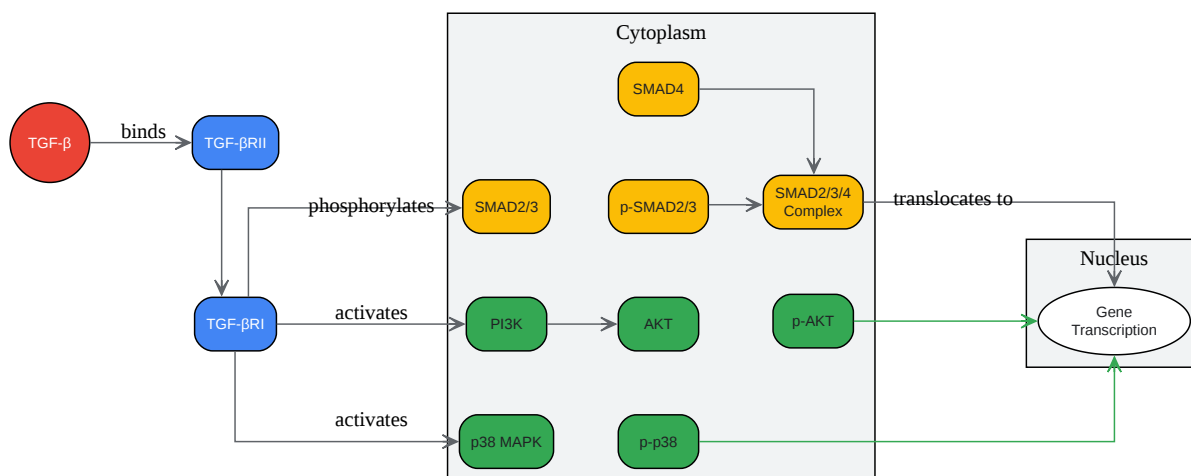 Cytoplasm
SMAD4
TGF-β
binds
TGF-βRII
phosphorylates
SMAD2/3
p-SMAD2/3
SMAD2/3/4
Complex
translocates to
Nucleus
TGF-βRI
activates
PI3K
AKT
p-AKT
Gene
Transcription
activates
p38 MAPK
p-p38